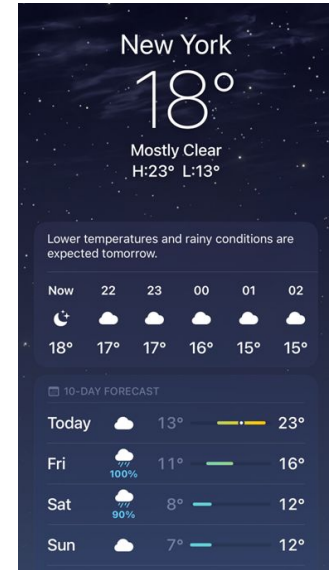 New York
18°
Mostly Clear
H:23° L:13°
Lower temperatures and rainy conditions are
expected tomorrow.
Now 22 23 00 01 02
18° 17° 17° 16° 15° 15°
10-DAY FORECAST
Today 13° 23°
Fri 100% 11° 16°
Sat 90% 8° 12°
Sun 7° 12°